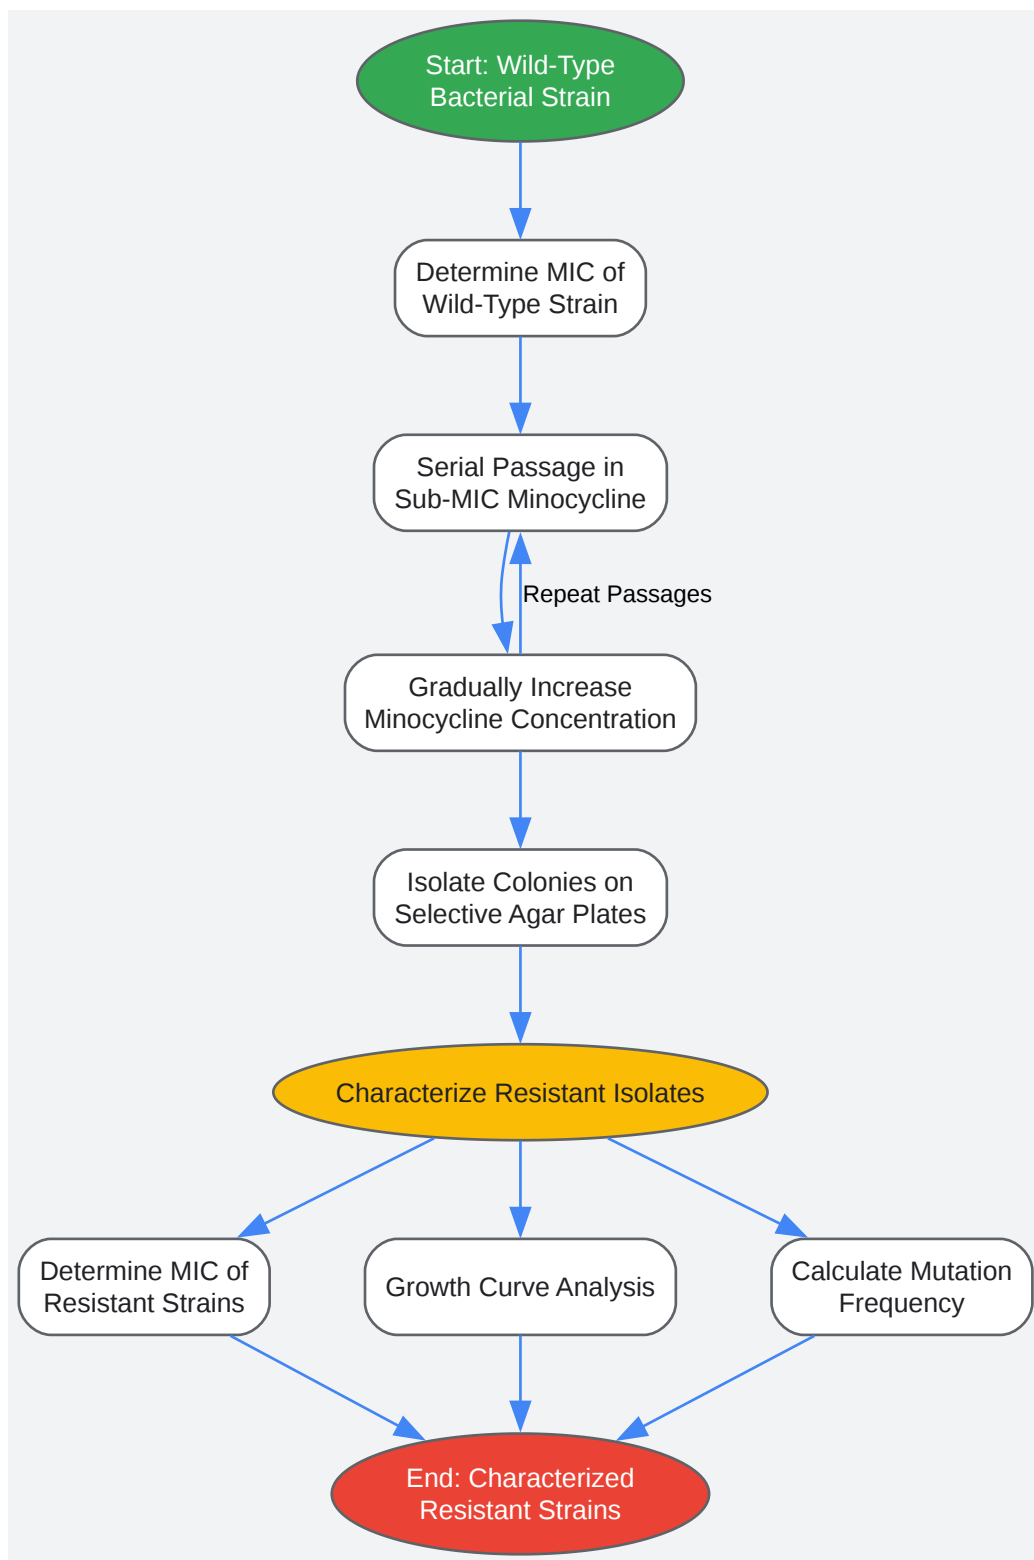 Start: Wild-Type
Bacterial Strain
Determine MIC of
Wild-Type Strain
Serial Passage in
Sub-MIC Minocycline
Repeat Passages
Gradually Increase
Minocycline Concentration
Isolate Colonies on
Selective Agar Plates
Characterize Resistant Isolates
Determine MIC of
Resistant Strains
Growth Curve Analysis
Calculate Mutation
Frequency
End: Characterized
Resistant Strains